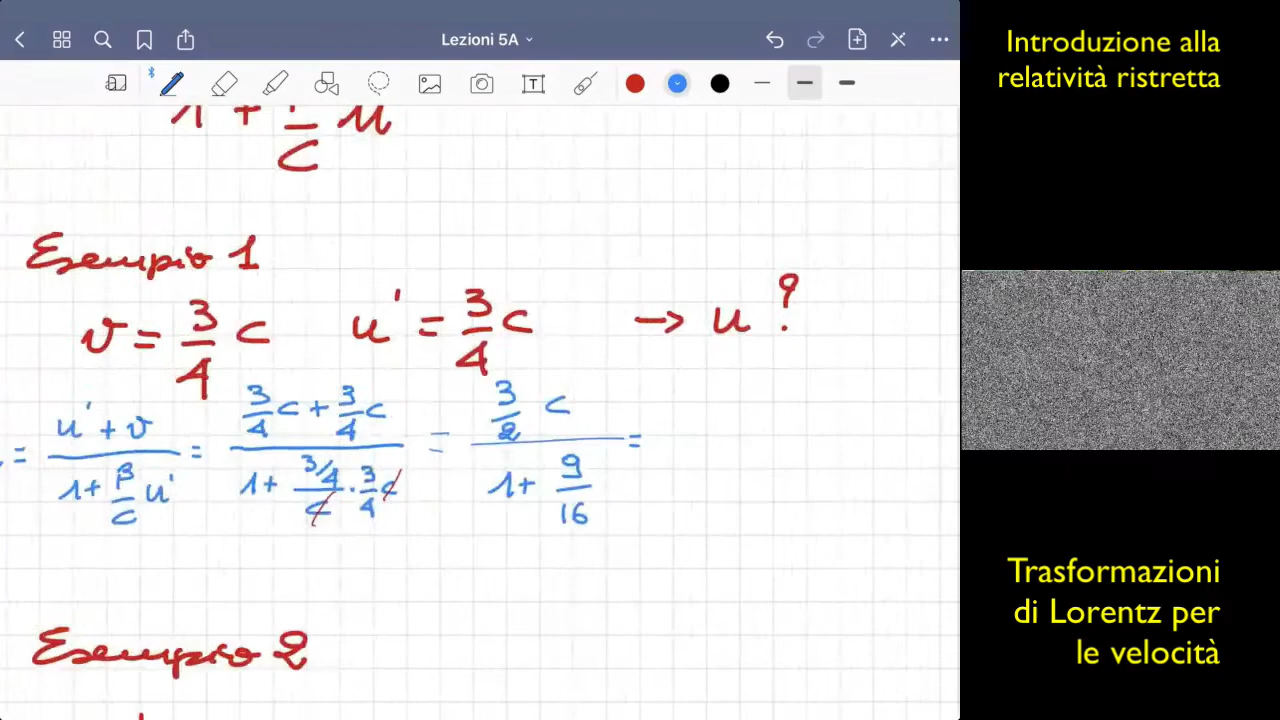 Lezioni 5A
Introduzione alla
relatività ristretta
1 + β/c u'
Esempio 1
v = 3/4 c   u' = 3/4 c   → u ?
= (u' + v)/(1 + β/c u') = (3/4 c + 3/4 c)/(1 + (3/4)/c · 3/4 c) = (3/2 c)/(1 + 9/16) =
Esempio 2
Trasformazioni
di Lorentz per
le velocità